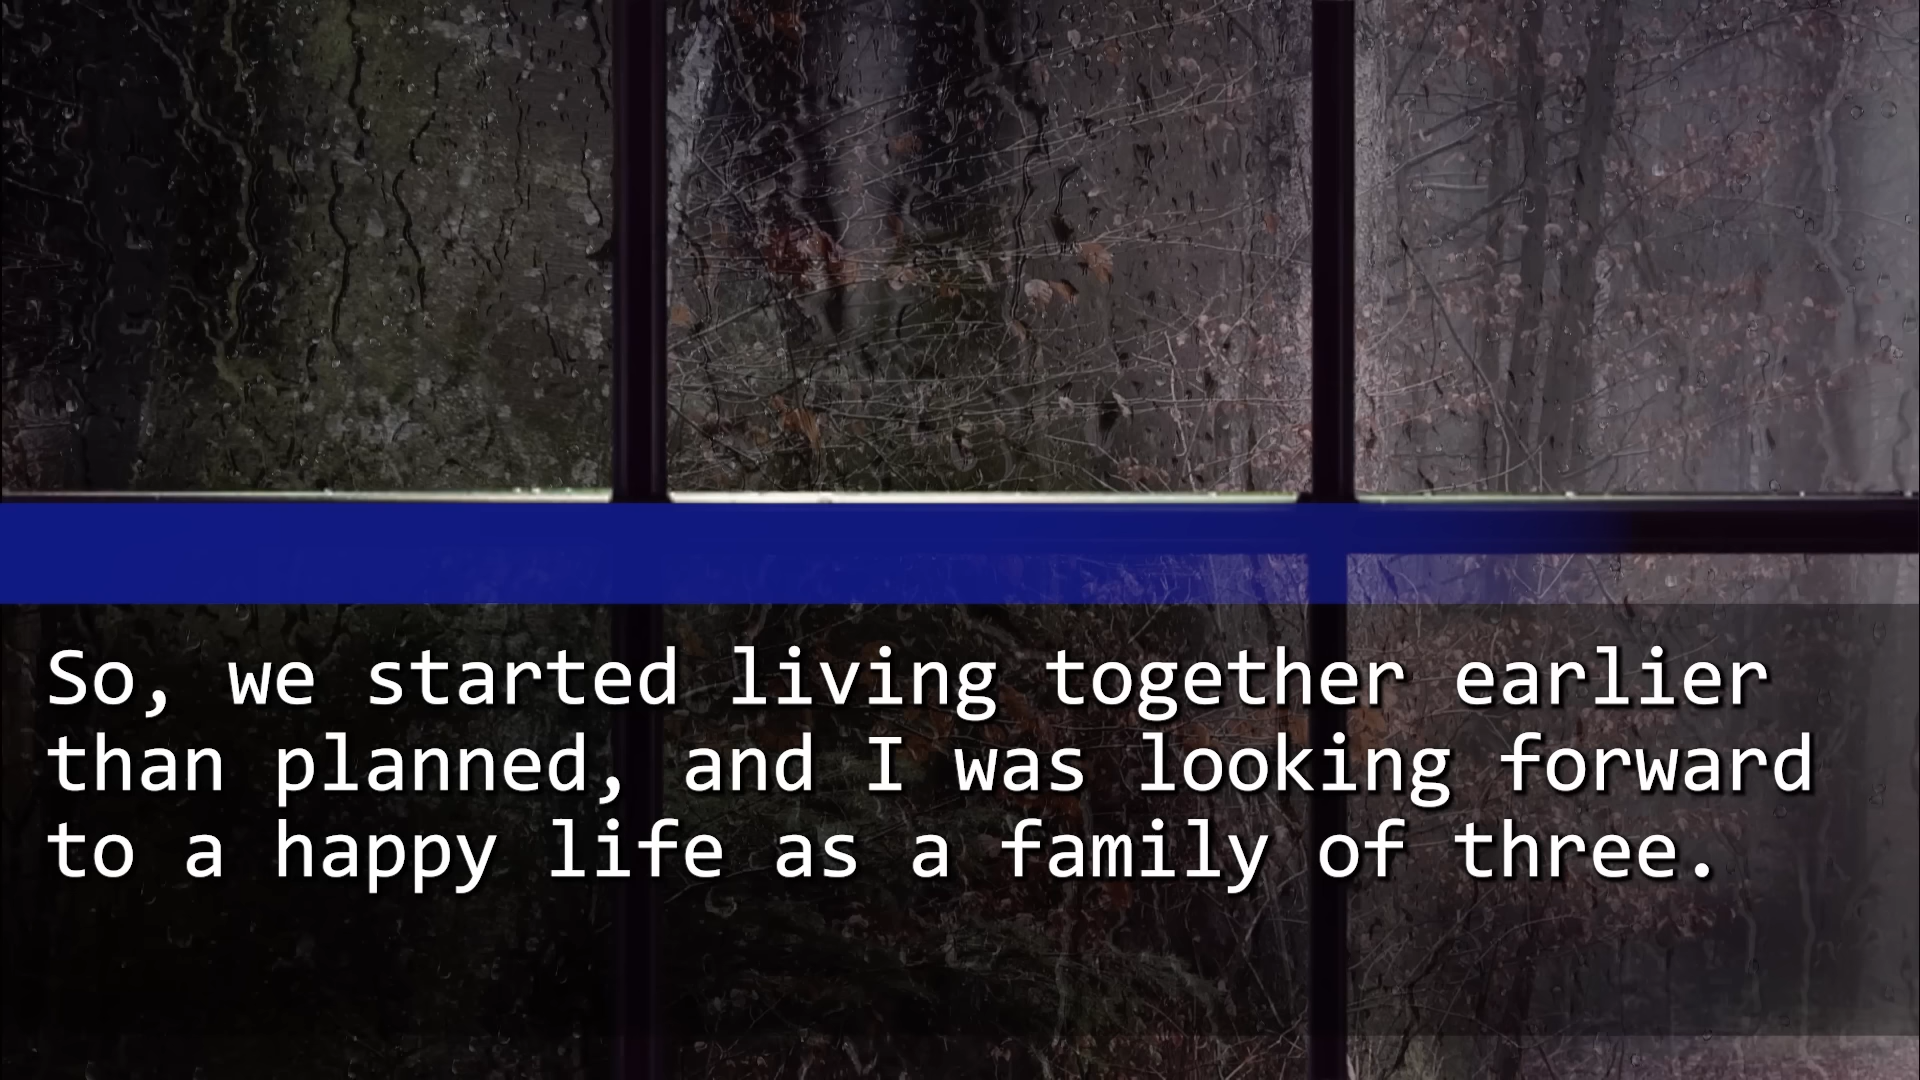 So, we started living together earlier
than planned, and I was looking forward
to a happy life as a family of three.